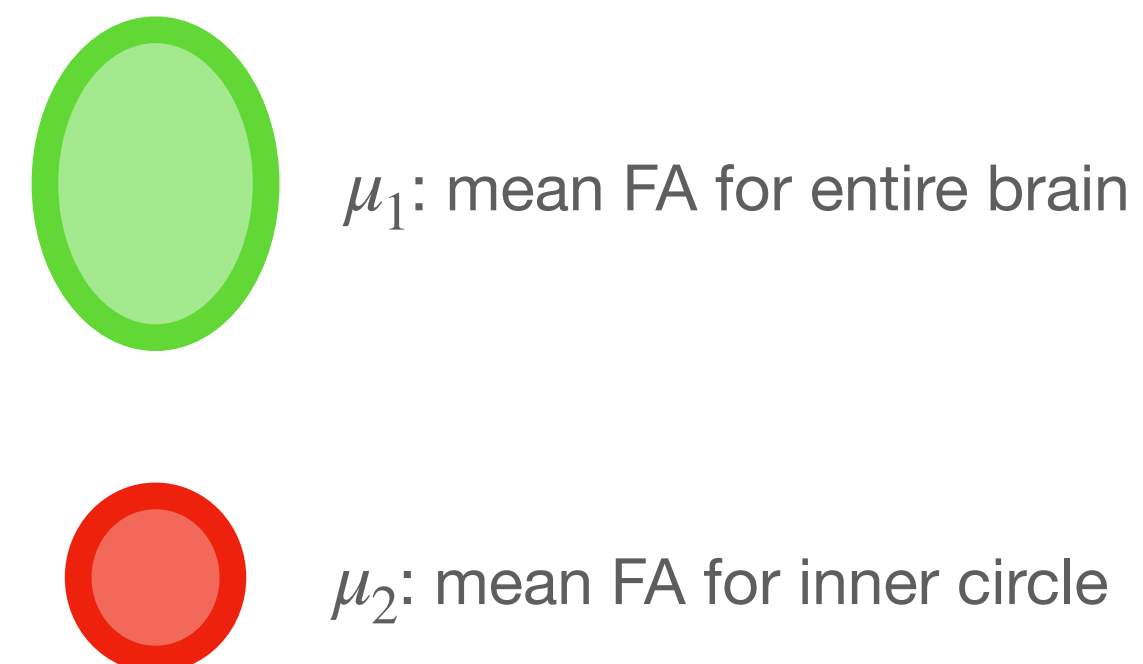 μ₁: mean FA for entire brain
μ₂: mean FA for inner circle